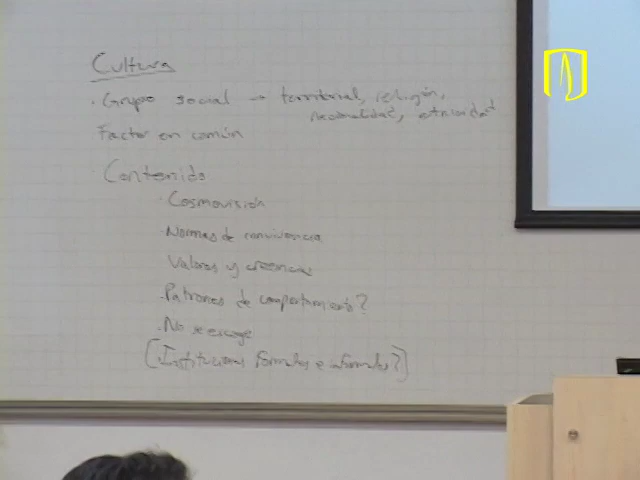 Cultura
· Grupo social → territorial, religión,
nacionalidad, etnicidad
Factor en común
Contenido
· Cosmovisión
· Normas de convivencia
Valores y creencias
· Patrones de comportamiento?
· No se escoge
[Instituciones formales e informales?]